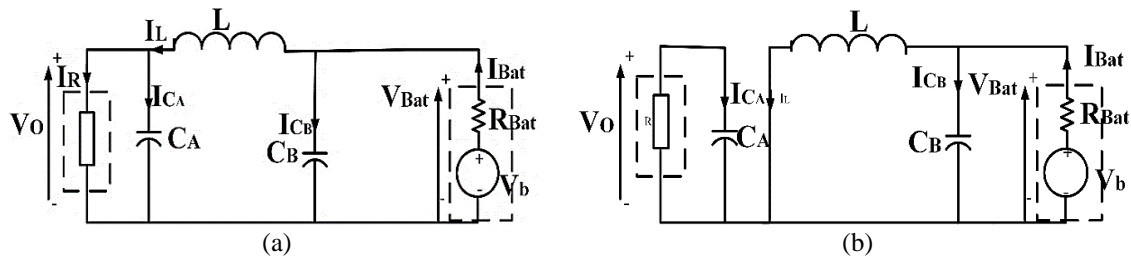 IL L
+ IR ICA VO CA - ICB CB + VBat - IBat RBat + - Vb
(a)
L
+ VO - R ICA CA IL ICB CB + VBat - IBat RBat + - Vb
(b)